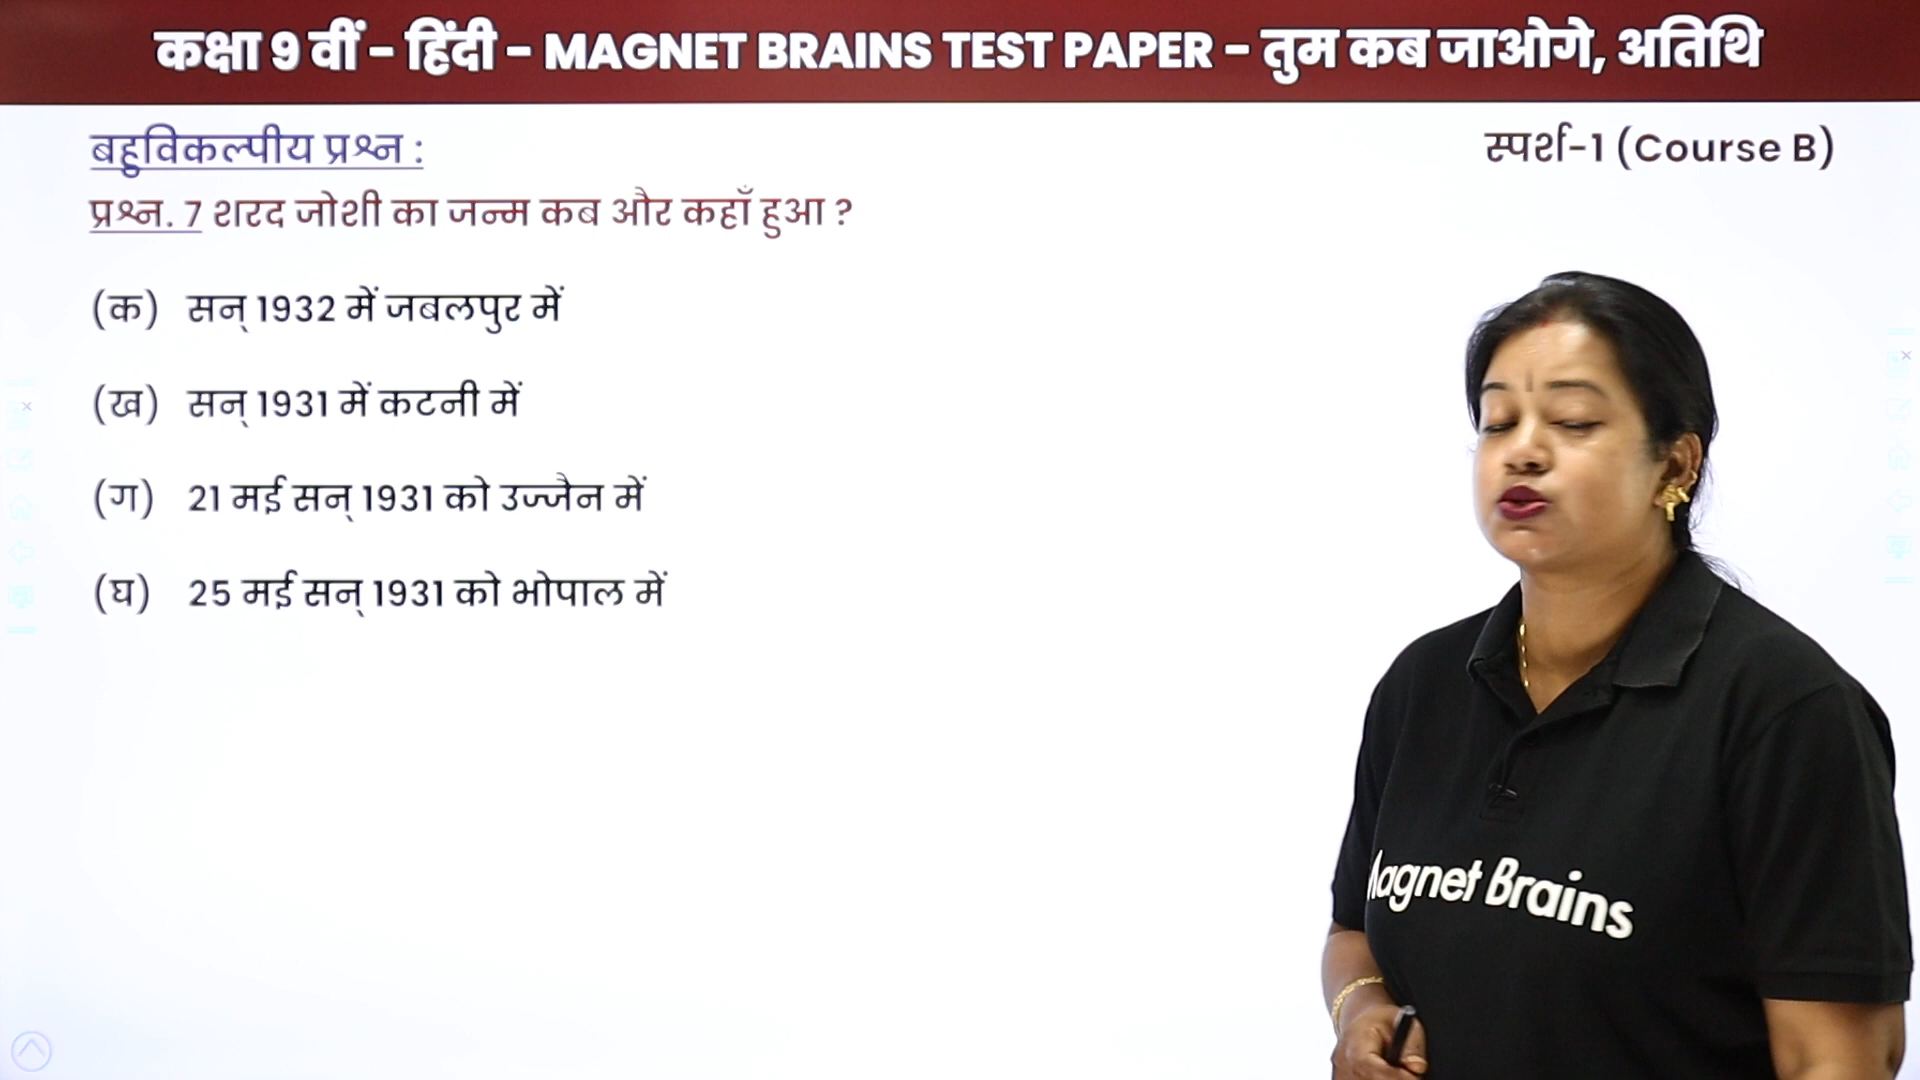 कक्षा 9 वीं - हिंदी - MAGNET BRAINS TEST PAPER - तुम कब जाओगे, अतिथि
बहुविकल्पीय प्रश्न :
स्पर्श-1 (Course B)
प्रश्न. 7 शरद जोशी का जन्म कब और कहाँ हुआ ?
(क) सन् 1932 में जबलपुर में
(ख) सन् 1931 में कटनी में
(ग) 21 मई सन् 1931 को उज्जैन में
(घ) 25 मई सन् 1931 को भोपाल में
Magnet Brains